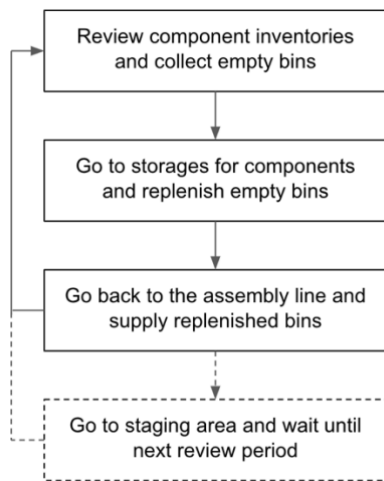 Review component inventories
and collect empty bins
Go to storages for components
and replenish empty bins
Go back to the assembly line and
supply replenished bins
Go to staging area and wait until
next review period